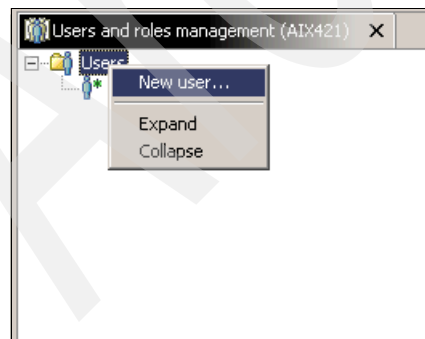 Users and roles management (AIX421)
Users
*
New user...
Expand
Collapse